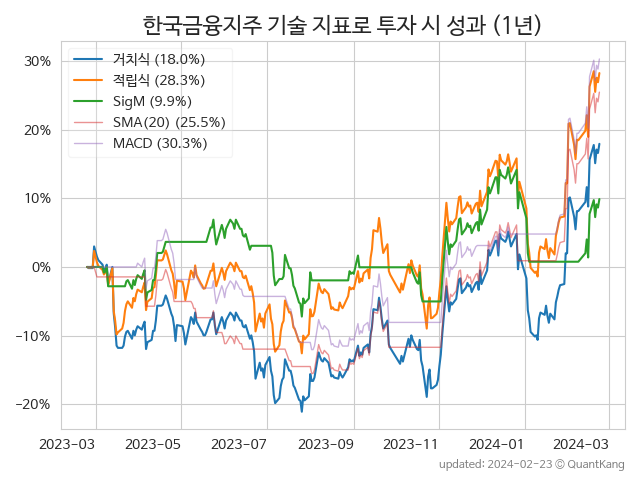 한국금융지주 기술 지표로 투자 시 성과 (1년)
거치식 (18.0%)
적립식 (28.3%)
SigM (9.9%)
SMA(20) (25.5%)
MACD (30.3%)
30%
20%
10%
0%
−10%
−20%
2023-03 2023-05 2023-07 2023-09 2023-11 2024-01 2024-03
updated: 2024-02-23 ⓒ QuantKang